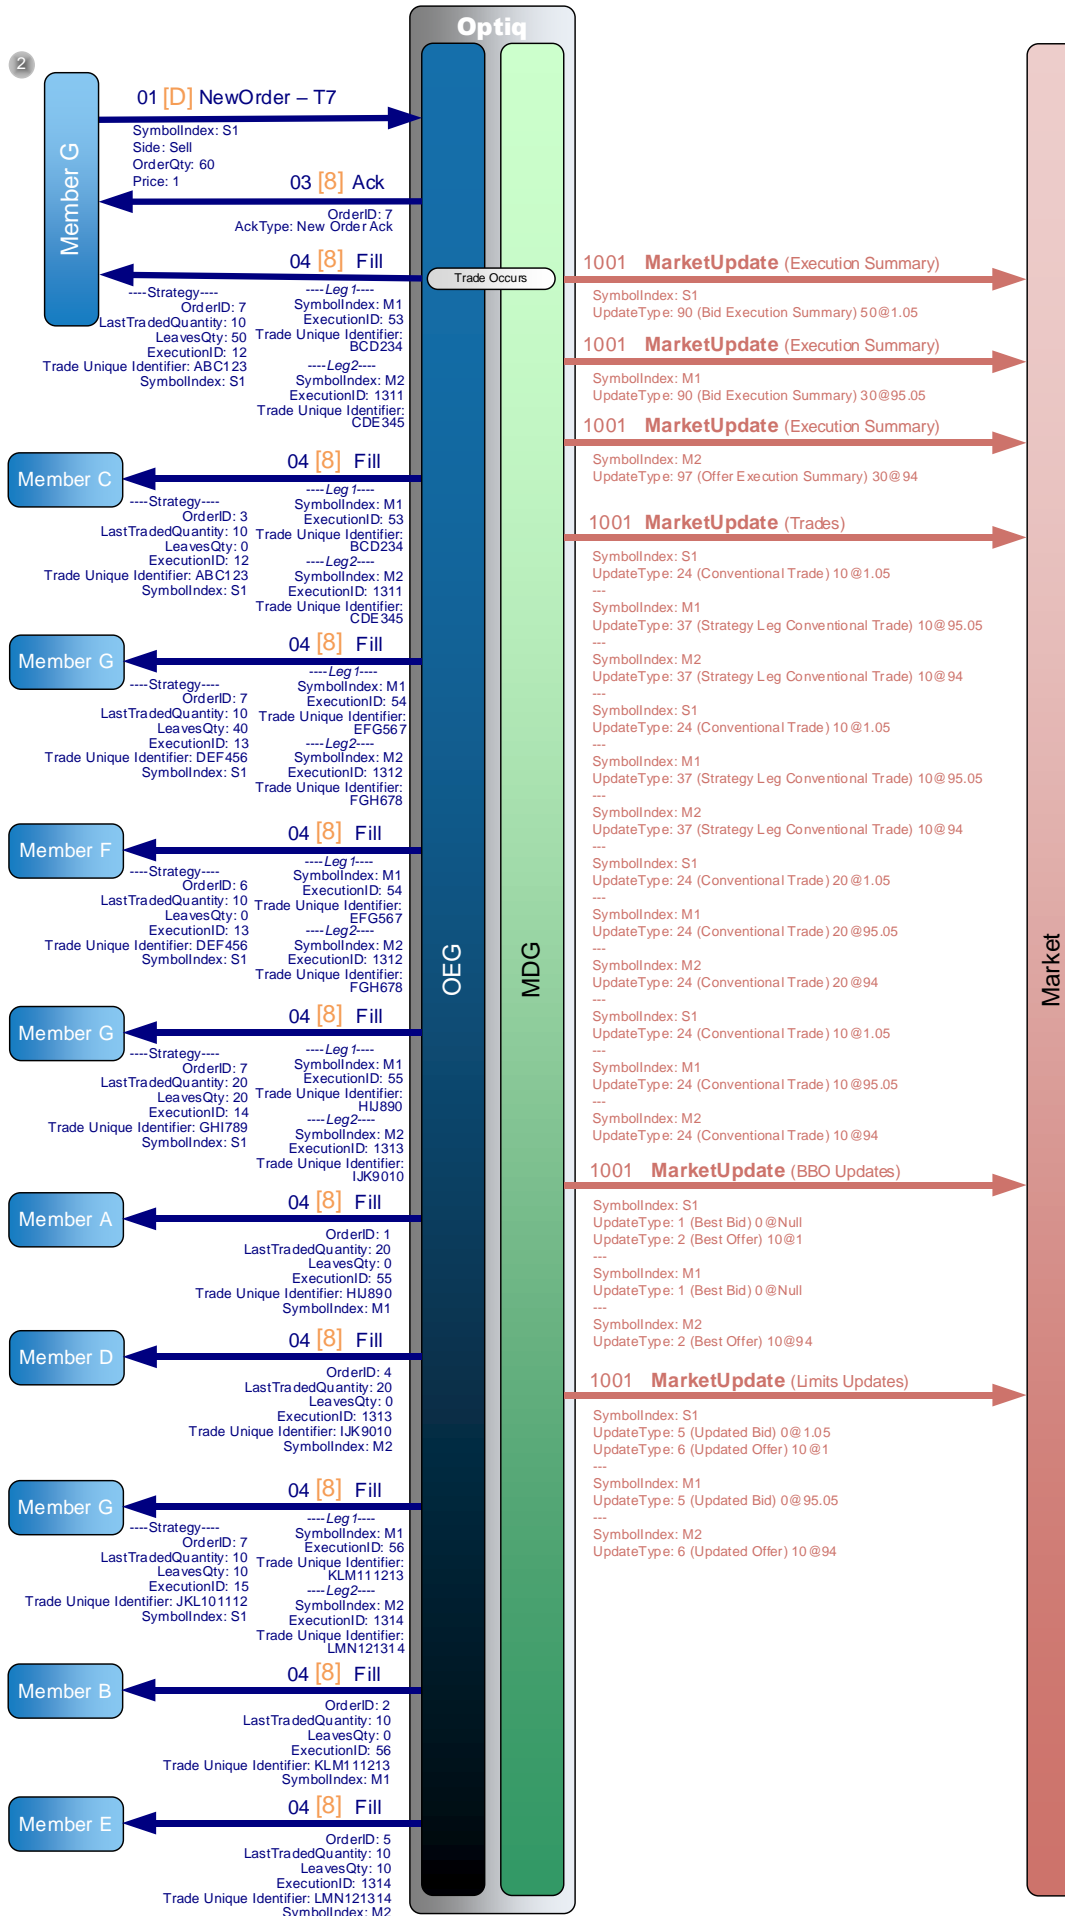 Optiq
2
Member G
01 [D] NewOrder – T7
SymbolIndex: S1
Side: Sell
OrderQty: 60
Price: 1
03 [8] Ack
OrderID: 7
AckType: New Order Ack
04 [8] Fill
----Strategy----
OrderID: 7
LastTradedQuantity: 10
LeavesQty: 50
ExecutionID: 12
Trade Unique Identifier: ABC123
SymbolIndex: S1
----Leg1----
SymbolIndex: M1
ExecutionID: 53
Trade Unique Identifier:
BCD234
----Leg2----
SymbolIndex: M2
ExecutionID: 1311
Trade Unique Identifier:
CDE345
Member C
04 [8] Fill
----Strategy----
OrderID: 3
LastTradedQuantity: 10
LeavesQty: 0
ExecutionID: 12
Trade Unique Identifier: ABC123
SymbolIndex: S1
----Leg1----
SymbolIndex: M1
ExecutionID: 53
Trade Unique Identifier:
BCD234
----Leg2----
SymbolIndex: M2
ExecutionID: 1311
Trade Unique Identifier:
CDE345
Member G
04 [8] Fill
----Strategy----
OrderID: 7
LastTradedQuantity: 10
LeavesQty: 40
ExecutionID: 13
Trade Unique Identifier: DEF456
SymbolIndex: S1
----Leg1----
SymbolIndex: M1
ExecutionID: 54
Trade Unique Identifier:
EFG567
----Leg2----
SymbolIndex: M2
ExecutionID: 1312
Trade Unique Identifier:
FGH678
Member F
04 [8] Fill
----Strategy----
OrderID: 6
LastTradedQuantity: 10
LeavesQty: 0
ExecutionID: 13
Trade Unique Identifier: DEF456
SymbolIndex: S1
----Leg1----
SymbolIndex: M1
ExecutionID: 54
Trade Unique Identifier:
EFG567
----Leg2----
SymbolIndex: M2
ExecutionID: 1312
Trade Unique Identifier:
FGH678
Member G
04 [8] Fill
----Strategy----
OrderID: 7
LastTradedQuantity: 20
LeavesQty: 20
ExecutionID: 14
Trade Unique Identifier: GHI789
SymbolIndex: S1
----Leg1----
SymbolIndex: M1
ExecutionID: 55
Trade Unique Identifier:
HIJ890
----Leg2----
SymbolIndex: M2
ExecutionID: 1313
Trade Unique Identifier:
IJK9010
Member A
04 [8] Fill
OrderID: 1
LastTradedQuantity: 20
LeavesQty: 0
ExecutionID: 55
Trade Unique Identifier: HIJ890
SymbolIndex: M1
Member D
04 [8] Fill
OrderID: 4
LastTradedQuantity: 20
LeavesQty: 0
ExecutionID: 1313
Trade Unique Identifier: IJK9010
SymbolIndex: M2
Member G
04 [8] Fill
----Strategy----
OrderID: 7
LastTradedQuantity: 10
LeavesQty: 10
ExecutionID: 15
Trade Unique Identifier: JKL101112
SymbolIndex: S1
----Leg1----
SymbolIndex: M1
ExecutionID: 56
Trade Unique Identifier:
KLM111213
----Leg2----
SymbolIndex: M2
ExecutionID: 1314
Trade Unique Identifier:
LMN121314
Member B
04 [8] Fill
OrderID: 2
LastTradedQuantity: 10
LeavesQty: 0
ExecutionID: 56
Trade Unique Identifier: KLM111213
SymbolIndex: M1
Member E
04 [8] Fill
OrderID: 5
LastTradedQuantity: 10
LeavesQty: 10
ExecutionID: 1314
Trade Unique Identifier: LMN121314
SymbolIndex: M2
OEG
MDG
Trade Occurs
1001 MarketUpdate (Execution Summary)
SymbolIndex: S1
UpdateType: 90 (Bid Execution Summary) 50@1.05
1001 MarketUpdate (Execution Summary)
SymbolIndex: M1
UpdateType: 90 (Bid Execution Summary) 30@95.05
1001 MarketUpdate (Execution Summary)
SymbolIndex: M2
UpdateType: 97 (Offer Execution Summary) 30@94
1001 MarketUpdate (Trades)
SymbolIndex: S1
UpdateType: 24 (Conventional Trade) 10@1.05
---
SymbolIndex: M1
UpdateType: 37 (Strategy Leg Conventional Trade) 10@95.05
---
SymbolIndex: M2
UpdateType: 37 (Strategy Leg Conventional Trade) 10@94
---
SymbolIndex: S1
UpdateType: 24 (Conventional Trade) 10@1.05
---
SymbolIndex: M1
UpdateType: 37 (Strategy Leg Conventional Trade) 10@95.05
---
SymbolIndex: M2
UpdateType: 37 (Strategy Leg Conventional Trade) 10@94
---
SymbolIndex: S1
UpdateType: 24 (Conventional Trade) 20@1.05
---
SymbolIndex: M1
UpdateType: 24 (Conventional Trade) 20@95.05
---
SymbolIndex: M2
UpdateType: 24 (Conventional Trade) 20@94
---
SymbolIndex: S1
UpdateType: 24 (Conventional Trade) 10@1.05
---
SymbolIndex: M1
UpdateType: 24 (Conventional Trade) 10@95.05
---
SymbolIndex: M2
UpdateType: 24 (Conventional Trade) 10@94
1001 MarketUpdate (BBO Updates)
SymbolIndex: S1
UpdateType: 1 (Best Bid) 0@Null
UpdateType: 2 (Best Offer) 10@1
---
SymbolIndex: M1
UpdateType: 1 (Best Bid) 0@Null
---
SymbolIndex: M2
UpdateType: 2 (Best Offer) 10@94
1001 MarketUpdate (Limits Updates)
SymbolIndex: S1
UpdateType: 5 (Updated Bid) 0@1.05
UpdateType: 6 (Updated Offer) 10@1
---
SymbolIndex: M1
UpdateType: 5 (Updated Bid) 0@95.05
---
SymbolIndex: M2
UpdateType: 6 (Updated Offer) 10@94
Market